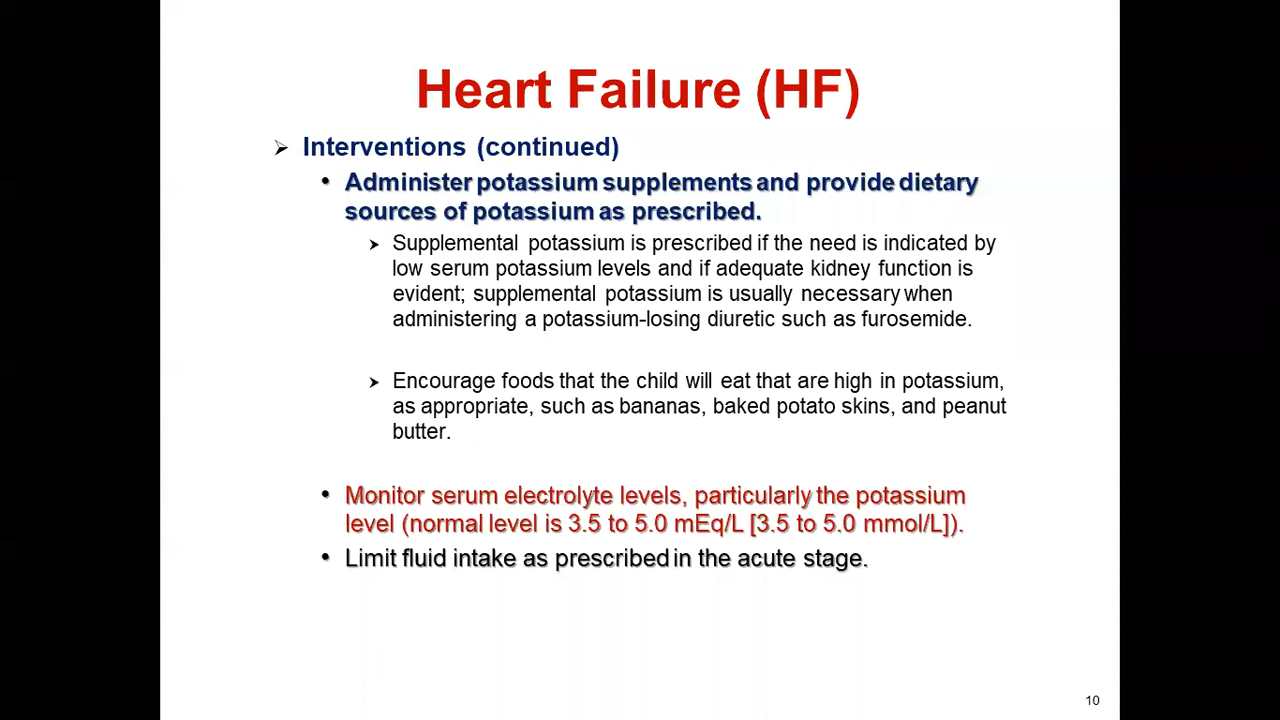 Heart Failure (HF)
Interventions (continued)
Administer potassium supplements and provide dietary
sources of potassium as prescribed.
Supplemental potassium is prescribed if the need is indicated by
low serum potassium levels and if adequate kidney function is
evident; supplemental potassium is usually necessary when
administering a potassium-losing diuretic such as furosemide.
Encourage foods that the child will eat that are high in potassium,
as appropriate, such as bananas, baked potato skins, and peanut
butter.
Monitor serum electrolyte levels, particularly the potassium
level (normal level is 3.5 to 5.0 mEq/L [3.5 to 5.0 mmol/L]).
Limit fluid intake as prescribed in the acute stage.
10